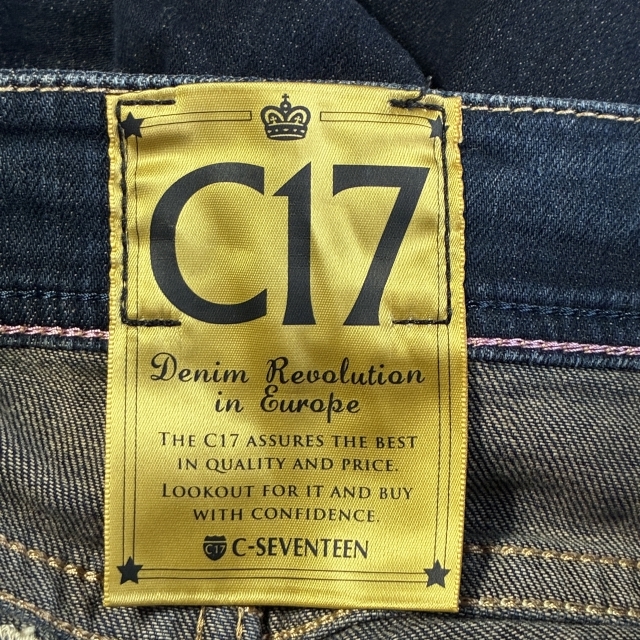 C17
Denim Revolution
in Europe
THE C17 ASSURES THE BEST
IN QUALITY AND PRICE.
LOOKOUT FOR IT AND BUY
WITH CONFIDENCE.
C17 C-SEVENTEEN